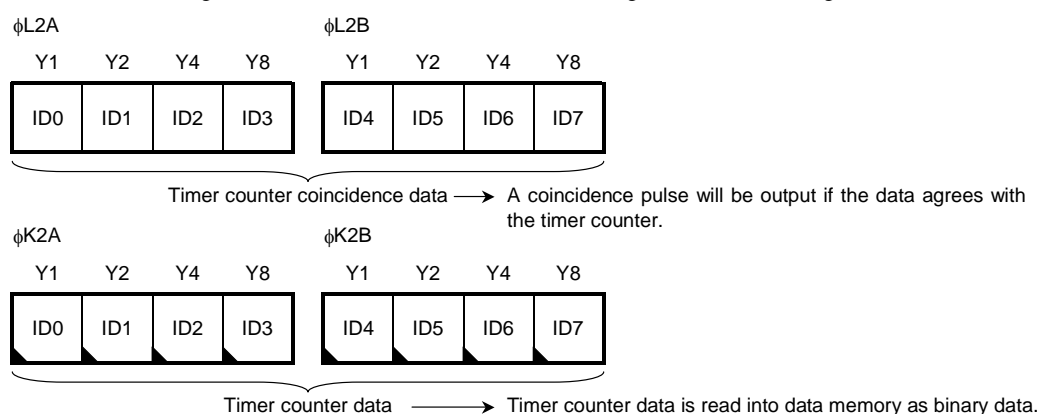 φL2A φL2B
Y1 Y2 Y4 Y8 Y1 Y2 Y4 Y8
ID0 ID1 ID2 ID3 ID4 ID5 ID6 ID7
Timer counter coincidence data → A coincidence pulse will be output if the data agrees with
the timer counter.
φK2A φK2B
Y1 Y2 Y4 Y8 Y1 Y2 Y4 Y8
ID0 ID1 ID2 ID3 ID4 ID5 ID6 ID7
Timer counter data → Timer counter data is read into data memory as binary data.